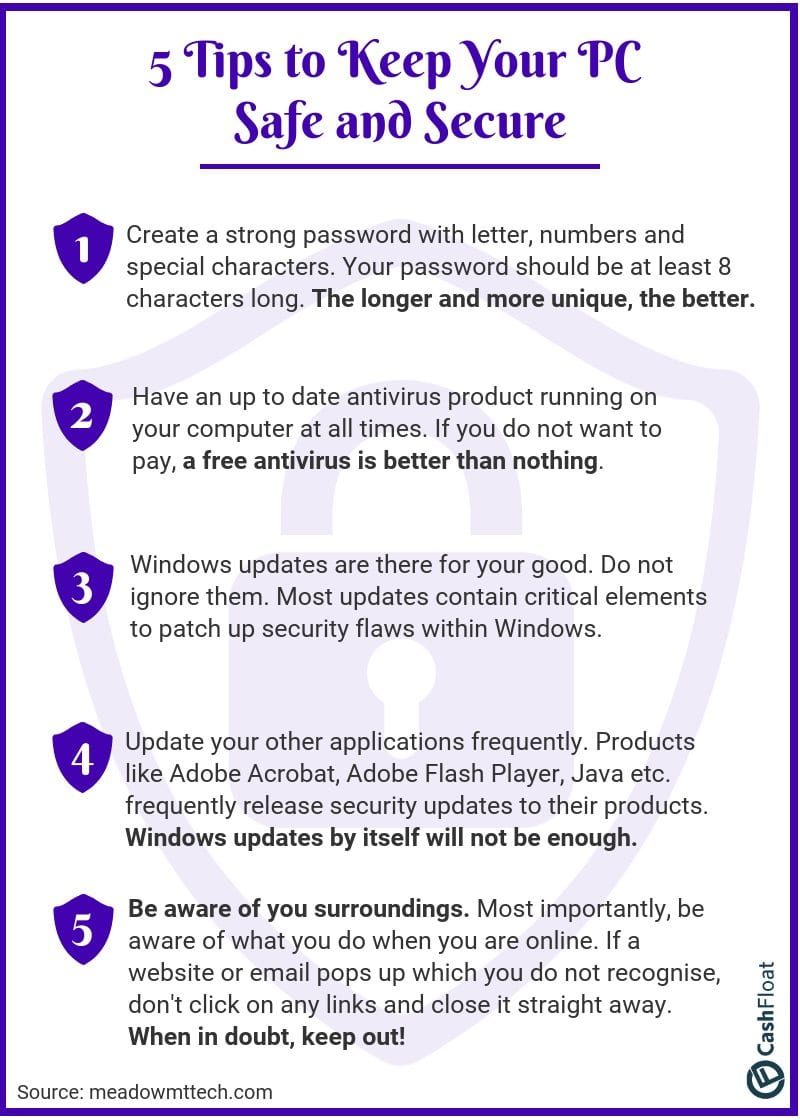 5 Tips to Keep Your PC
Safe and Secure
1
Create a strong password with letter, numbers and
special characters. Your password should be at least 8
characters long. The longer and more unique, the better.
2
Have an up to date antivirus product running on
your computer at all times. If you do not want to
pay, a free antivirus is better than nothing.
3
Windows updates are there for your good. Do not
ignore them. Most updates contain critical elements
to patch up security flaws within Windows.
4
Update your other applications frequently. Products
like Adobe Acrobat, Adobe Flash Player, Java etc.
frequently release security updates to their products.
Windows updates by itself will not be enough.
5
Be aware of you surroundings. Most importantly, be
aware of what you do when you are online. If a
website or email pops up which you do not recognise,
don't click on any links and close it straight away.
When in doubt, keep out!
CashFloat
Source: meadowmttech.com